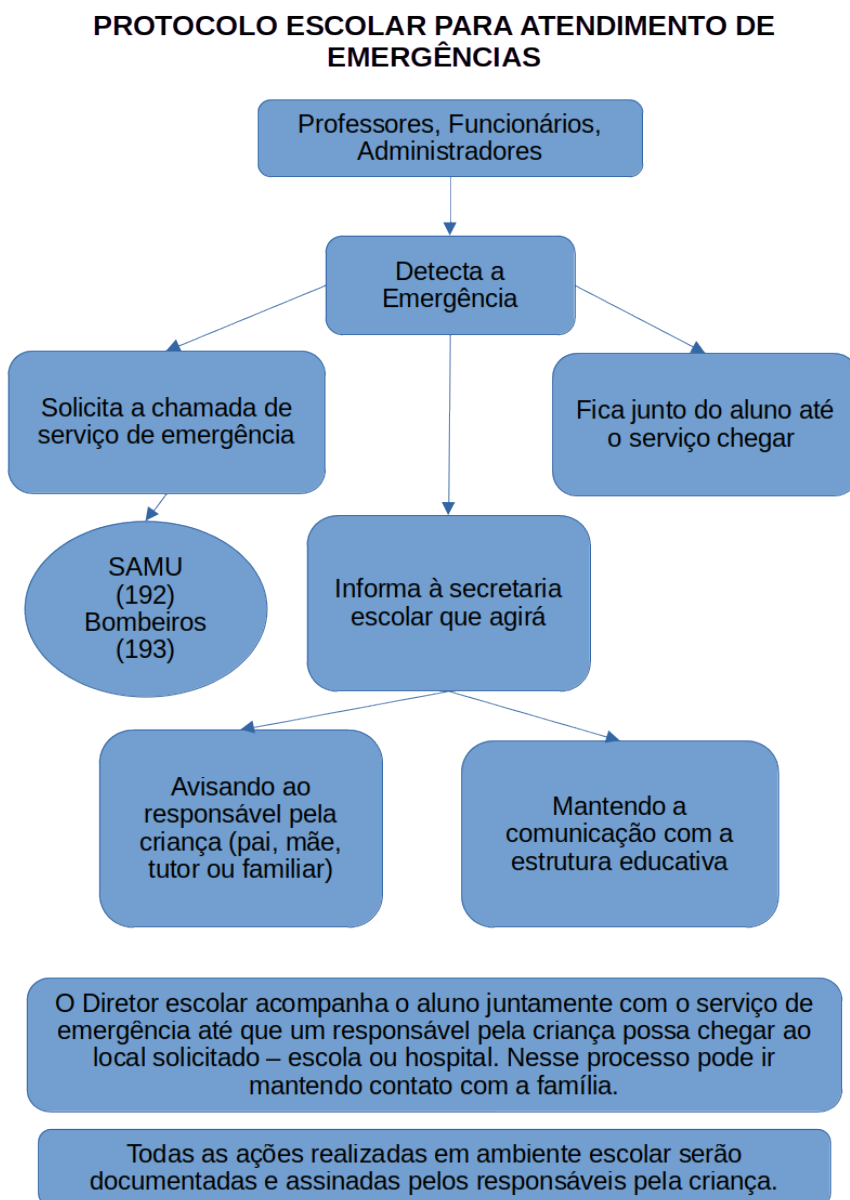 PROTOCOLO ESCOLAR PARA ATENDIMENTO DE
EMERGÊNCIAS
Professores, Funcionários,
Administradores
Detecta a
Emergência
Solicita a chamada de
serviço de emergência
Fica junto do aluno até
o serviço chegar
SAMU
(192)
Bombeiros
(193)
Informa à secretaria
escolar que agirá
Avisando ao
responsável pela
criança (pai, mãe,
tutor ou familiar)
Mantendo a
comunicação com a
estrutura educativa
O Diretor escolar acompanha o aluno juntamente com o serviço de
emergência até que um responsável pela criança possa chegar ao
local solicitado – escola ou hospital. Nesse processo pode ir
mantendo contato com a família.
Todas as ações realizadas em ambiente escolar serão
documentadas e assinadas pelos responsáveis pela criança.